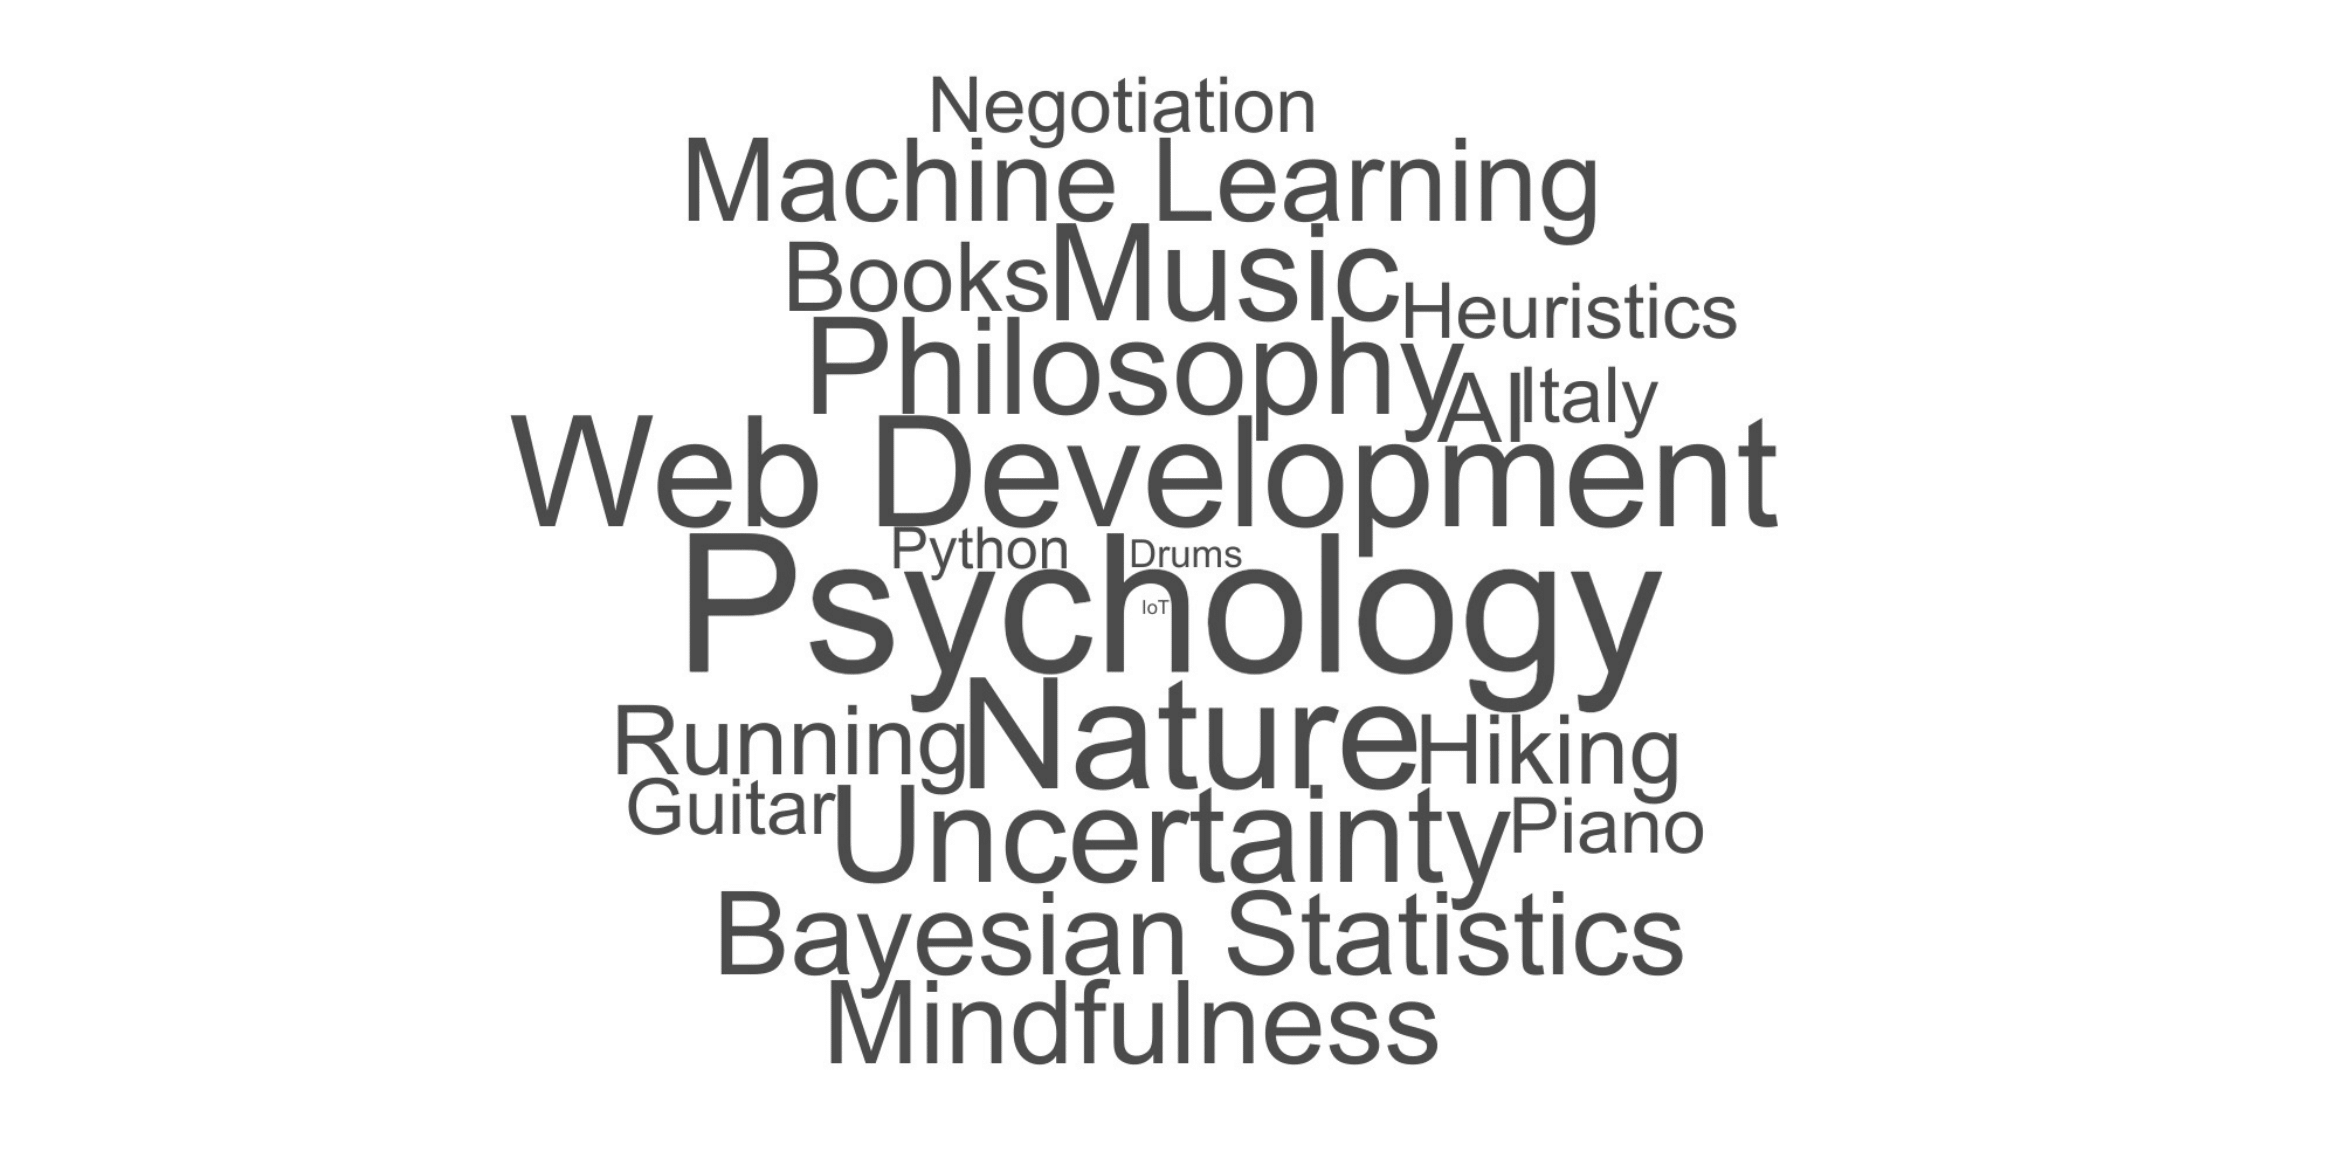 Negotiation
Machine Learning
Books Music Heuristics
Philosophy AI Italy
Web Development
Python Drums
Psychology
IoT
Running Nature Hiking
Guitar Uncertainty Piano
Bayesian Statistics
Mindfulness